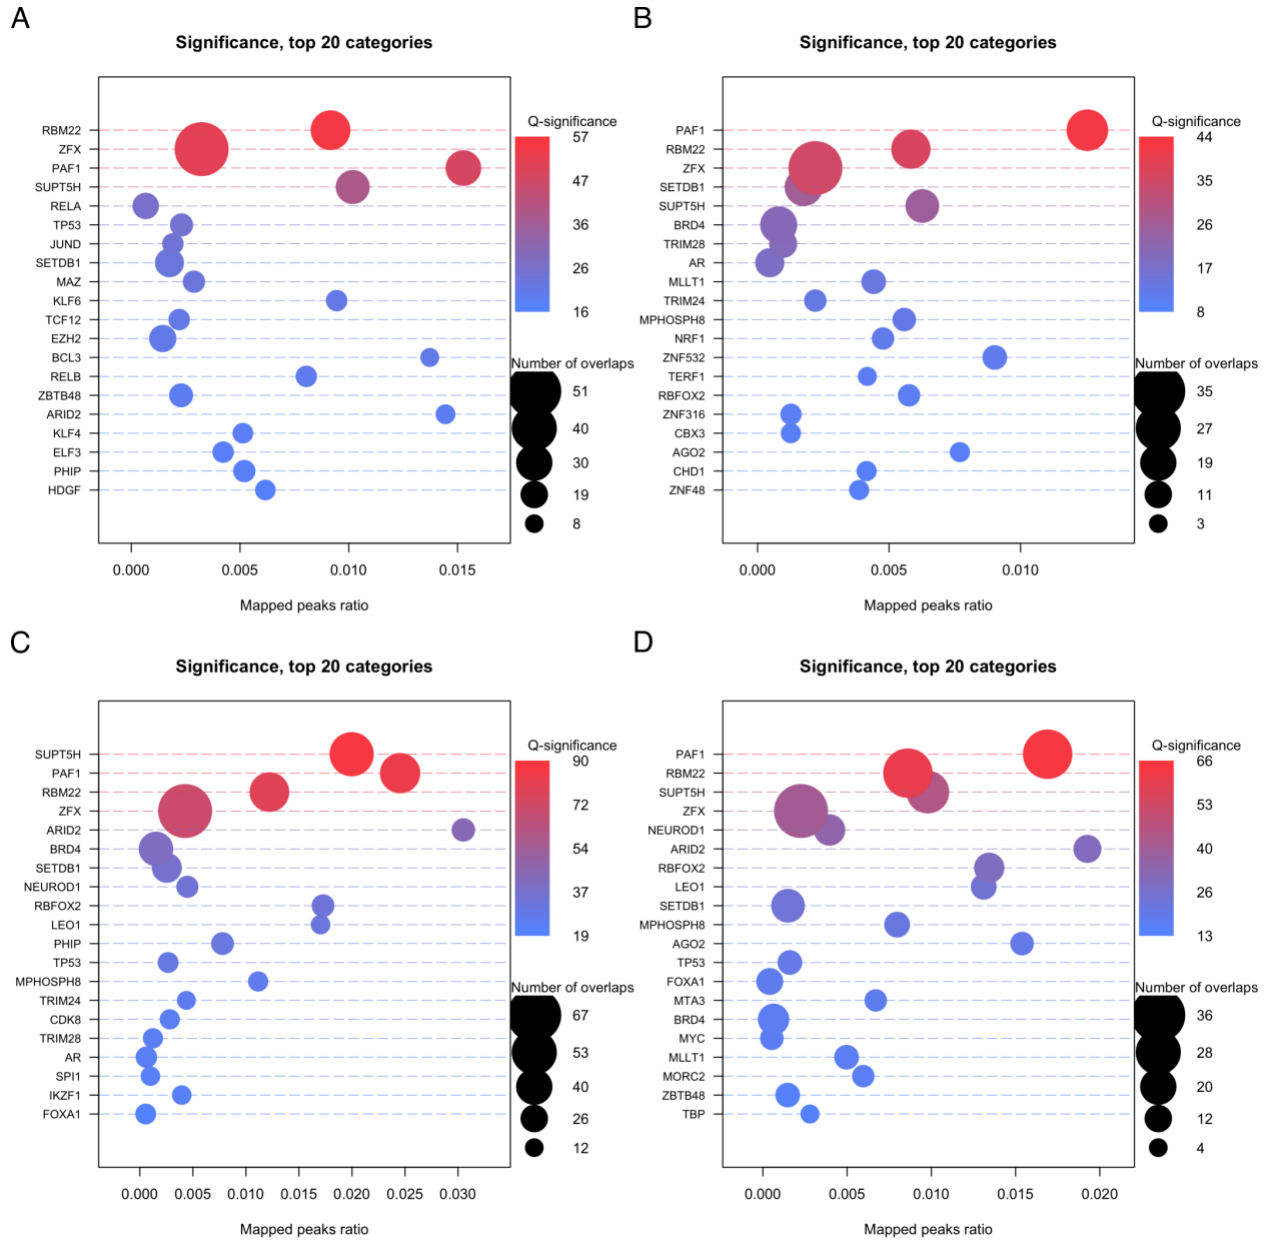 A
Significance, top 20 categories
RBM22
ZFX
PAF1
SUPT5H
RELA
TP53
JUND
SETDB1
MAZ
KLF6
TCF12
EZH2
BCL3
RELB
ZBTB48
ARID2
KLF4
ELF3
PHIP
HDGF
0.000 0.005 0.010 0.015
Mapped peaks ratio
Q-significance
57
47
36
26
16
Number of overlaps
51
40
30
19
8
B
Significance, top 20 categories
PAF1
RBM22
ZFX
SETDB1
SUPT5H
BRD4
TRIM28
AR
MLLT1
TRIM24
MPHOSPH8
NRF1
ZNF532
TERF1
RBFOX2
ZNF316
CBX3
AGO2
CHD1
ZNF48
0.000 0.005 0.010
Mapped peaks ratio
Q-significance
44
35
26
17
8
Number of overlaps
35
27
19
11
3
C
Significance, top 20 categories
SUPT5H
PAF1
RBM22
ZFX
ARID2
BRD4
SETDB1
NEUROD1
RBFOX2
LEO1
PHIP
TP53
MPHOSPH8
TRIM24
CDK8
TRIM28
AR
SPI1
IKZF1
FOXA1
0.000 0.005 0.010 0.015 0.020 0.025 0.030
Mapped peaks ratio
Q-significance
90
72
54
37
19
Number of overlaps
67
53
40
26
12
D
Significance, top 20 categories
PAF1
RBM22
SUPT5H
ZFX
NEUROD1
ARID2
RBFOX2
LEO1
SETDB1
MPHOSPH8
AGO2
TP53
FOXA1
MTA3
BRD4
MYC
MLLT1
MORC2
ZBTB48
TBP
0.000 0.005 0.010 0.015 0.020
Mapped peaks ratio
Q-significance
66
53
40
26
13
Number of overlaps
36
28
20
12
4